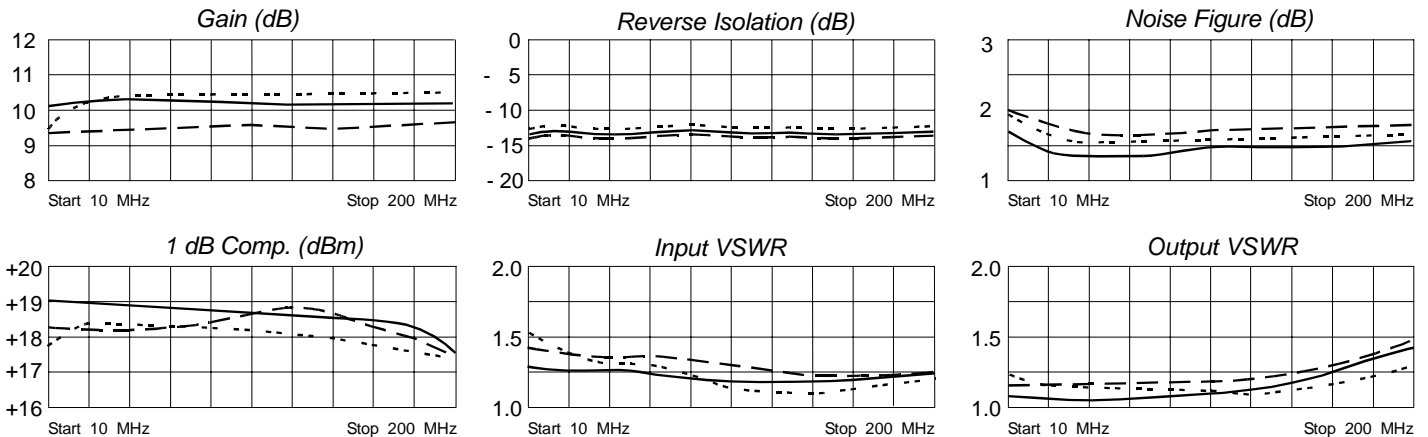 Gain (dB)
12
11
10
9
8
Start 10 MHz
Stop 200 MHz
Reverse Isolation (dB)
0
- 5
-10
-15
- 20
Start 10 MHz
Stop 200 MHz
Noise Figure (dB)
3
2
1
Start 10 MHz
Stop 200 MHz
1 dB Comp. (dBm)
+20
+19
+18
+17
+16
Start 10 MHz
Stop 200 MHz
Input VSWR
2.0
1.5
1.0
Start 10 MHz
Stop 200 MHz
Output VSWR
2.0
1.5
1.0
Start 10 MHz
Stop 200 MHz